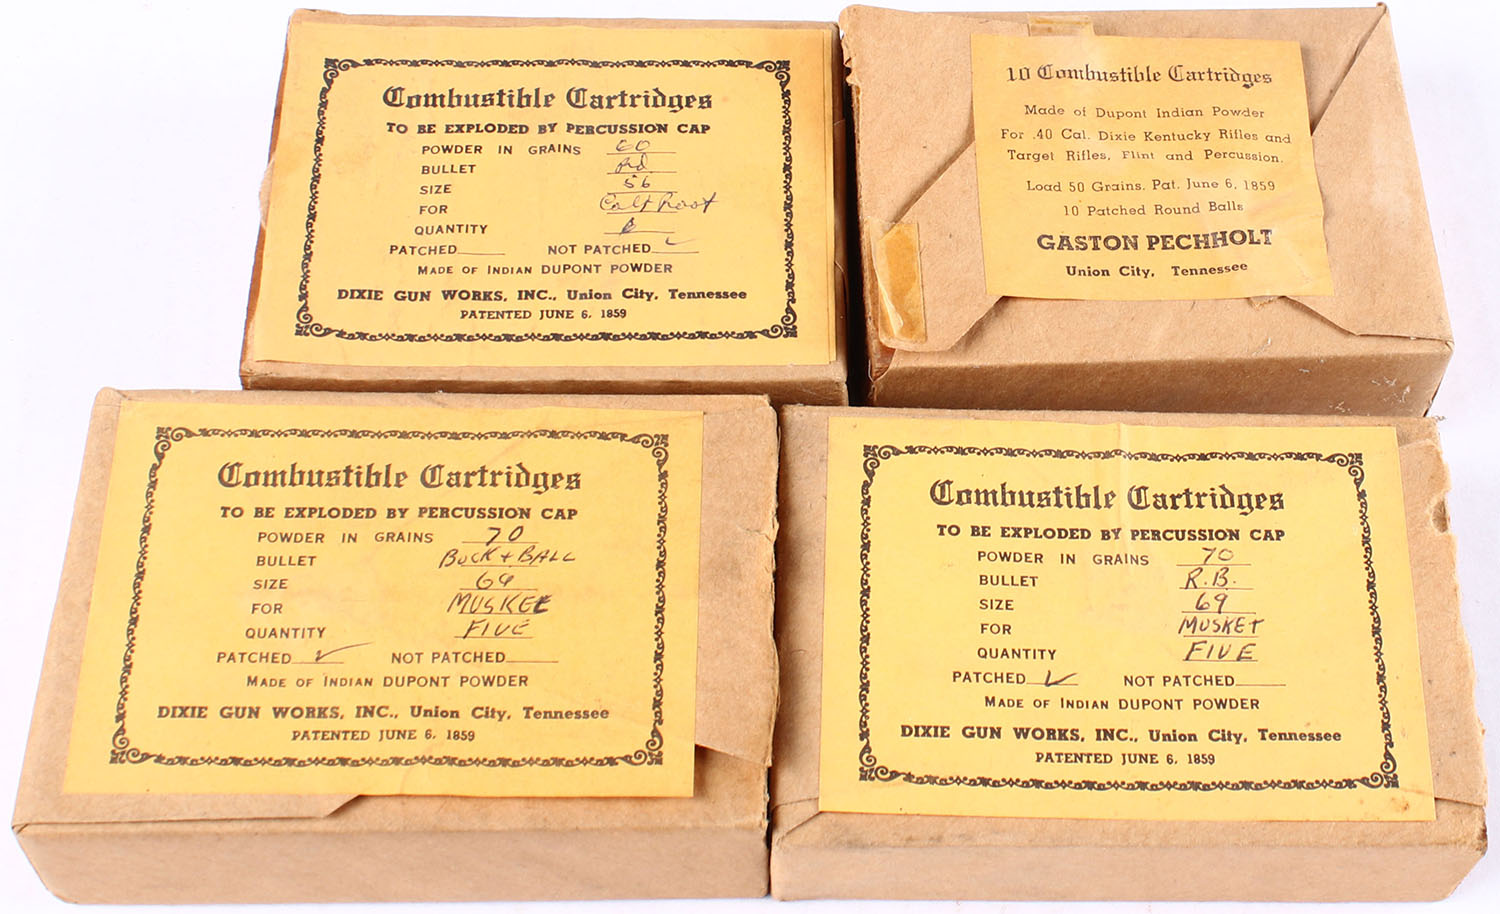 Combustible Cartridges
TO BE EXPLODED BY PERCUSSION CAP
POWDER IN GRAINS 60
BULLET Rd
SIZE 56
FOR Colt
QUANTITY
PATCHED NOT PATCHED ✓
MADE OF INDIAN DUPONT POWDER
DIXIE GUN WORKS, INC., Union City, Tennessee
PATENTED JUNE 6, 1859
10 Combustible Cartridges
Made of Dupont Indian Powder
For .40 Cal. Dixie Kentucky Rifles and
Target Rifles, Flint and Percussion.
Load 50 Grains. Pat. June 6, 1859
10 Patched Round Balls
GASTON PECHHOLT
Union City, Tennessee
Combustible Cartridges
TO BE EXPLODED BY PERCUSSION CAP
POWDER IN GRAINS 70
BULLET BUCK + BALL
SIZE 69
FOR MUSKET
QUANTITY FIVE
PATCHED ✓ NOT PATCHED
MADE OF INDIAN DUPONT POWDER
DIXIE GUN WORKS, INC., Union City, Tennessee
PATENTED JUNE 6, 1859
Combustible Cartridges
TO BE EXPLODED BY PERCUSSION CAP
POWDER IN GRAINS 70
BULLET R.B.
SIZE 69
FOR MUSKET
QUANTITY FIVE
PATCHED ✓ NOT PATCHED
MADE OF INDIAN DUPONT POWDER
DIXIE GUN WORKS, INC., Union City, Tennessee
PATENTED JUNE 6, 1859